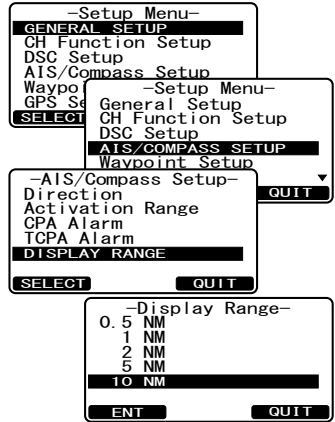 -Setup Menu-
GENERAL SETUP
CH Function Setup
DSC Setup
AIS/Compass Setup
Waypoi
GPS Se
SELECT
-Setup Menu-
General Setup
CH Function Setup
DSC Setup
AIS/COMPASS SETUP
Waypoint Setup
▼
QUIT
-AIS/Compass Setup-
Direction
Activation Range
CPA Alarm
TCPA Alarm
DISPLAY RANGE
SELECT QUIT
-Display Range-
0.5 NM
1 NM
2 NM
5 NM
10 NM
ENT QUIT